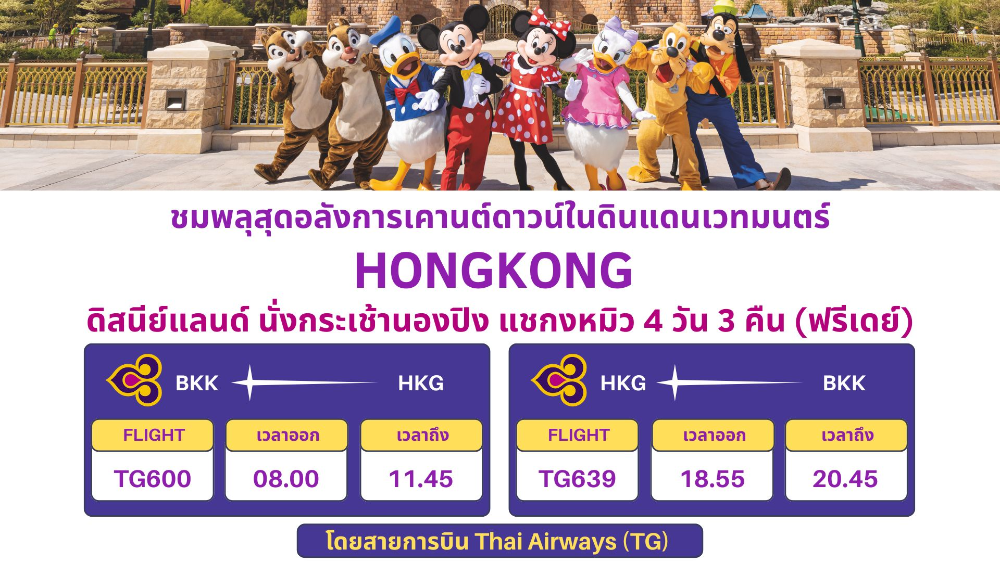 ชมพลุสุดอลังการเคานต์ดาวน์ในดินแดนเวทมนตร์
HONGKONG
ดิสนีย์แลนด์ นั่งกระเช้านองปิง แชกงหมิว 4 วัน 3 คืน (ฟรีเดย์)
BKK HKG
FLIGHT เวลาออก เวลาถึง
TG600 08.00 11.45
HKG BKK
FLIGHT เวลาออก เวลาถึง
TG639 18.55 20.45
โดยสายการบิน Thai Airways (TG)